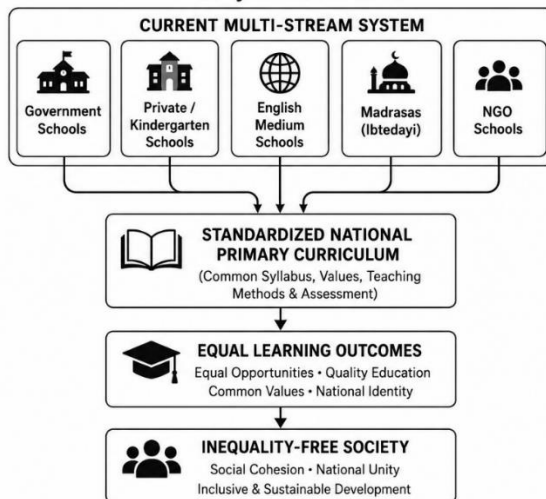 CURRENT MULTI-STREAM SYSTEM
Government
Schools
Private /
Kindergarten
Schools
English
Medium
Schools
Madrasas
(Ibtedayi)
NGO
Schools
STANDARDIZED NATIONAL
PRIMARY CURRICULUM
(Common Syllabus, Values, Teaching
Methods & Assessment)
EQUAL LEARNING OUTCOMES
Equal Opportunities • Quality Education
Common Values • National Identity
INEQUALITY-FREE SOCIETY
Social Cohesion • National Unity
Inclusive & Sustainable Development